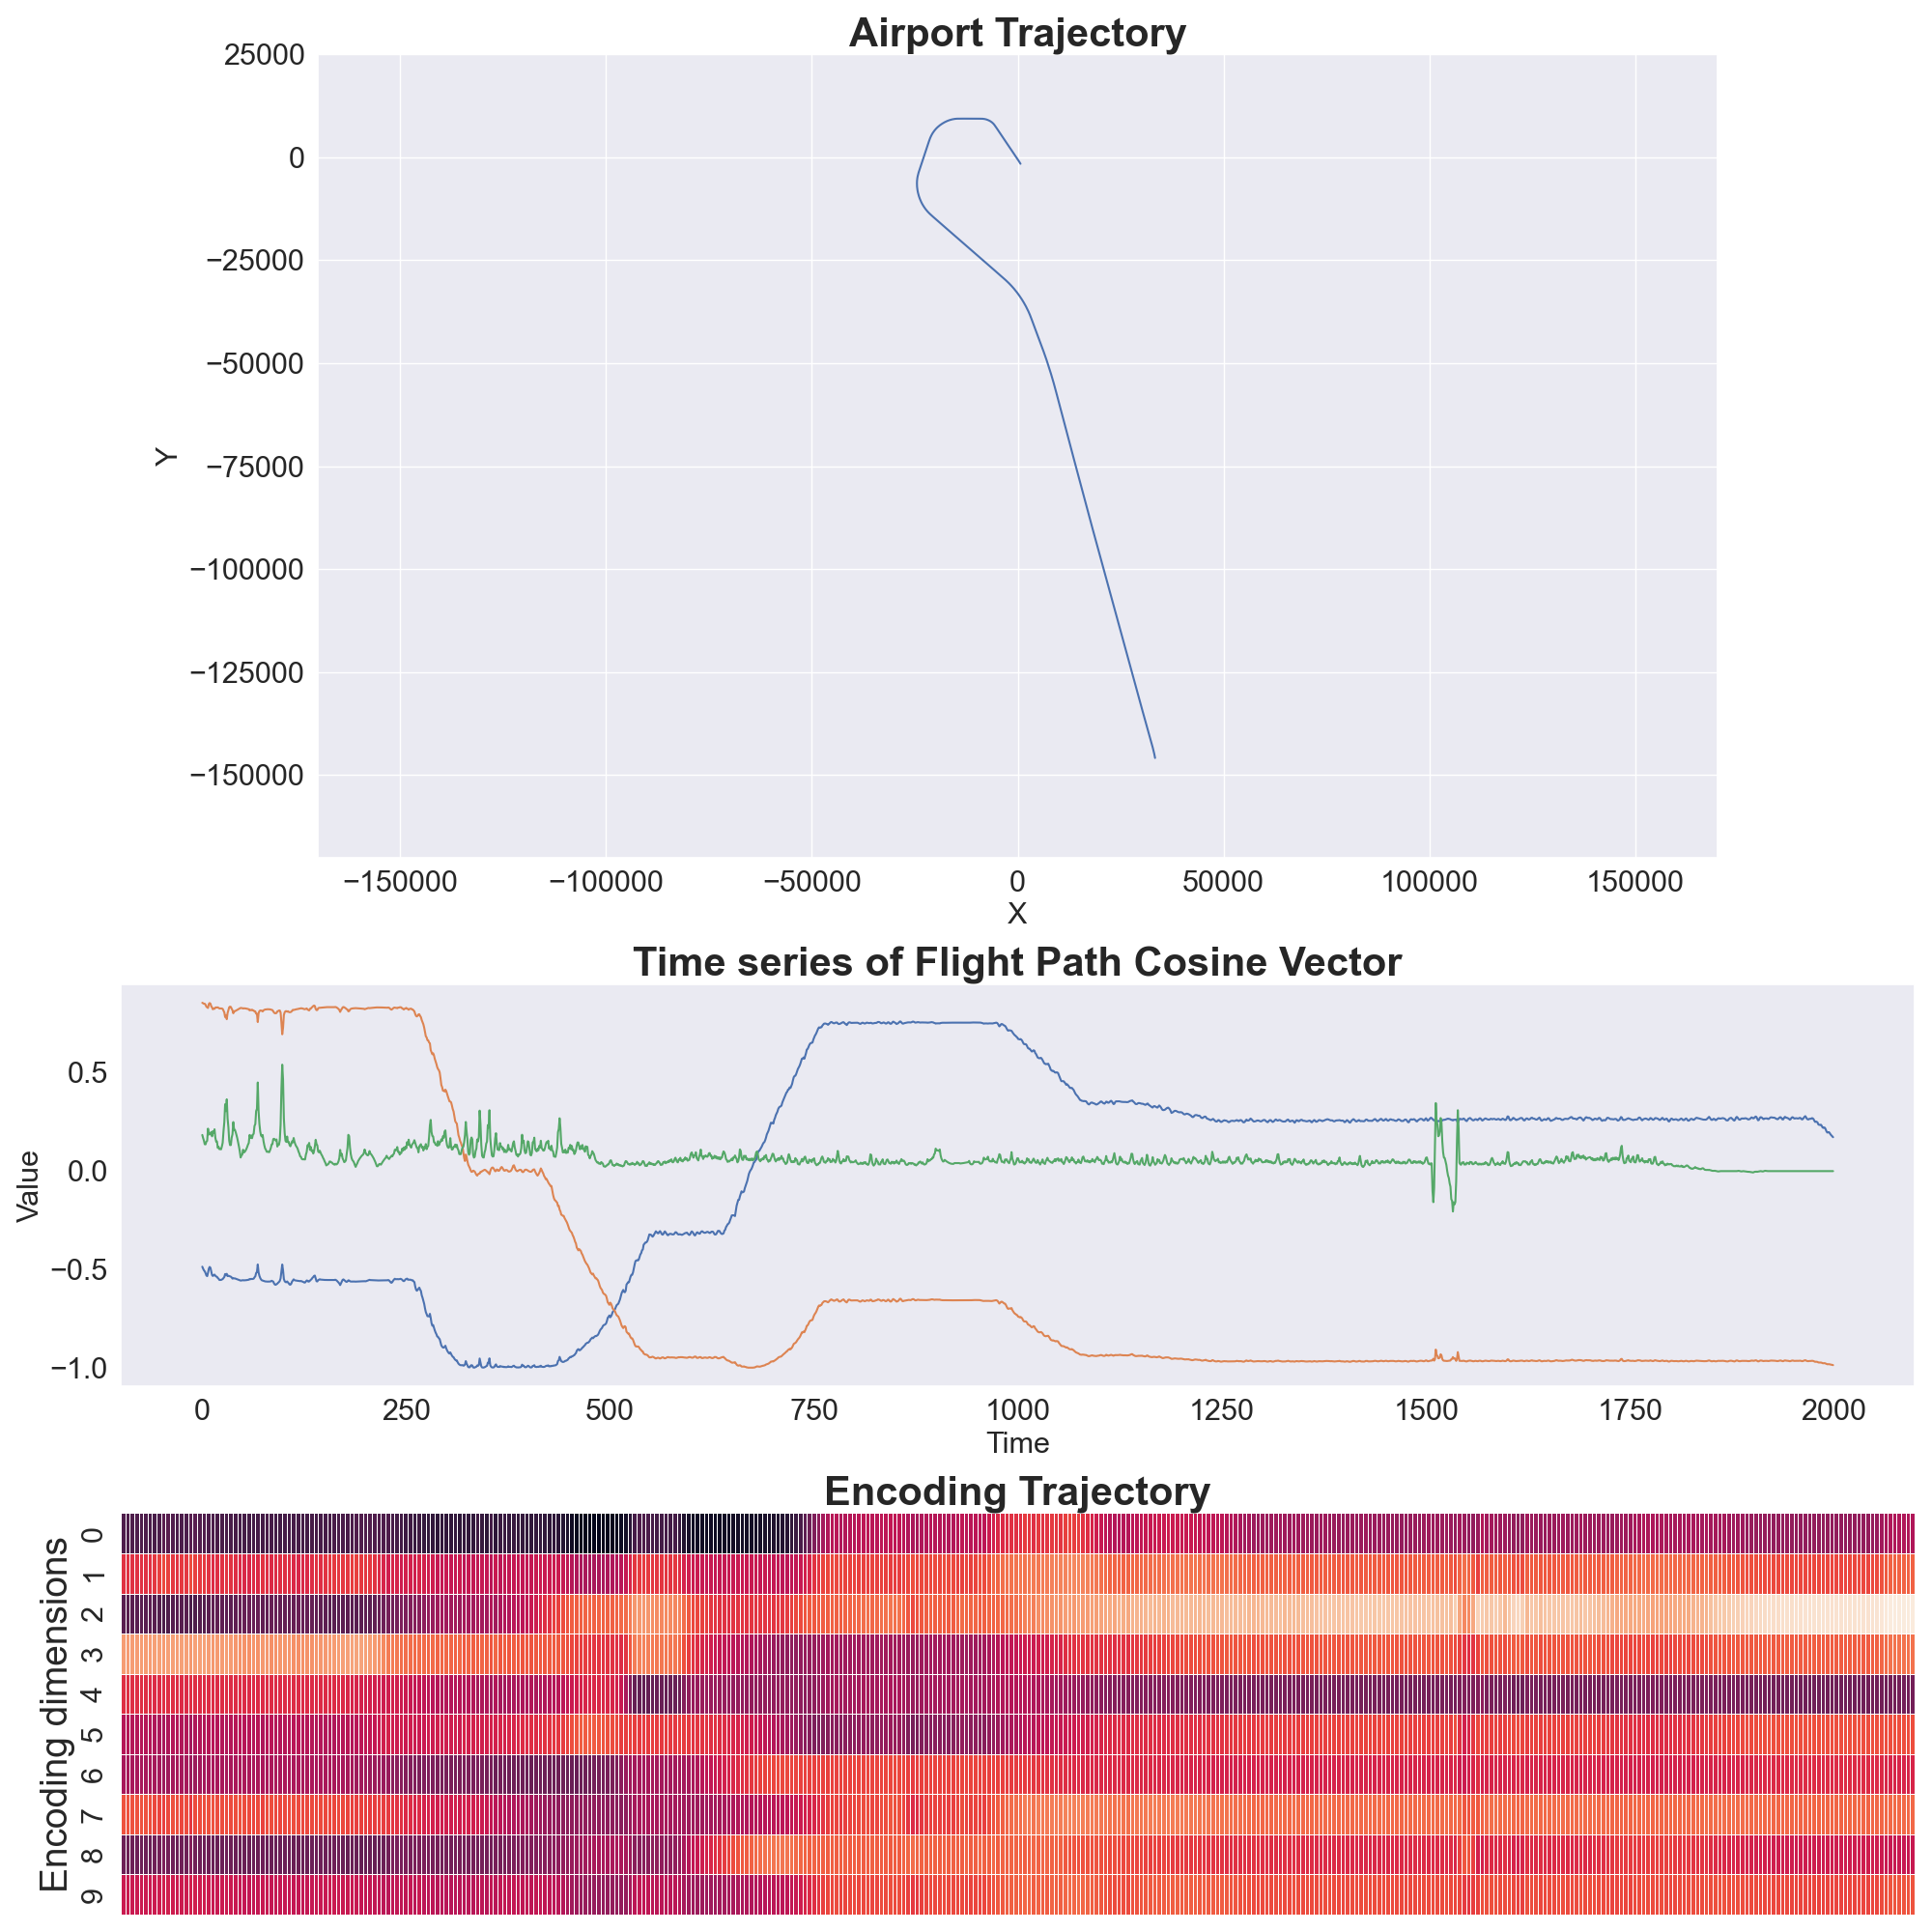 Airport Trajectory
25000
0
−25000
−50000
−75000
−100000
−125000
−150000
Y
−150000 −100000 −50000 0 50000 100000 150000
X
Time series of Flight Path Cosine Vector
0.5
0.0
−0.5
−1.0
Value
0 250 500 750 1000 1250 1500 1750 2000
Time
Encoding Trajectory
Encoding dimensions
0
1
2
3
4
5
6
7
8
9